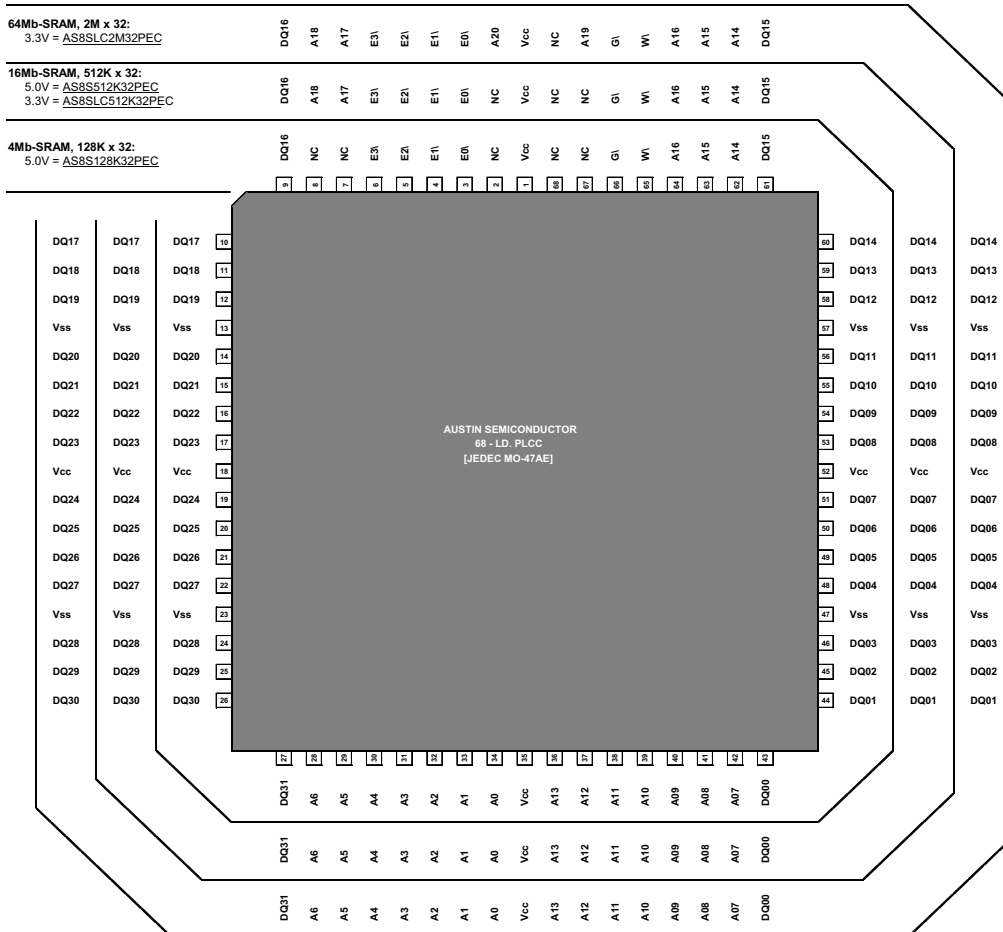 64Mb-SRAM, 2M x 32:
3.3V = AS8SLC2M32PEC
DQ16 A18 A17 E3\ E2\ E1\ E0\ A20 Vcc NC A19 G\ W\ A16 A15 A14 DQ15
16Mb-SRAM, 512K x 32:
5.0V = AS8S512K32PEC
3.3V = AS8SLC512K32PEC
DQ16 A18 A17 E3\ E2\ E1\ E0\ NC Vcc NC NC G\ W\ A16 A15 A14 DQ15
4Mb-SRAM, 128K x 32:
5.0V = AS8S128K32PEC
DQ16 NC NC E3\ E2\ E1\ E0\ NC Vcc NC NC G\ W\ A16 A15 A14 DQ15
9 8 7 6 5 4 3 2 1 68 67 66 65 64 63 62 61
DQ17 DQ17 DQ17 10 60 DQ14 DQ14 DQ14
DQ18 DQ18 DQ18 11 59 DQ13 DQ13 DQ13
DQ19 DQ19 DQ19 12 58 DQ12 DQ12 DQ12
Vss Vss Vss 13 57 Vss Vss Vss
DQ20 DQ20 DQ20 14 56 DQ11 DQ11 DQ11
DQ21 DQ21 DQ21 15 55 DQ10 DQ10 DQ10
DQ22 DQ22 DQ22 16 54 DQ09 DQ09 DQ09
DQ23 DQ23 DQ23 17 53 DQ08 DQ08 DQ08
Vcc Vcc Vcc 18 52 Vcc Vcc Vcc
DQ24 DQ24 DQ24 19 51 DQ07 DQ07 DQ07
DQ25 DQ25 DQ25 20 50 DQ06 DQ06 DQ06
DQ26 DQ26 DQ26 21 49 DQ05 DQ05 DQ05
DQ27 DQ27 DQ27 22 48 DQ04 DQ04 DQ04
Vss Vss Vss 23 47 Vss Vss Vss
DQ28 DQ28 DQ28 24 46 DQ03 DQ03 DQ03
DQ29 DQ29 DQ29 25 45 DQ02 DQ02 DQ02
DQ30 DQ30 DQ30 26 44 DQ01 DQ01 DQ01
AUSTIN SEMICONDUCTOR
68 - LD. PLCC
[JEDEC MO-47AE]
27 28 29 30 31 32 33 34 35 36 37 38 39 40 41 42 43
DQ31 A6 A5 A4 A3 A2 A1 A0 Vcc A13 A12 A11 A10 A09 A08 A07 DQ00
DQ31 A6 A5 A4 A3 A2 A1 A0 Vcc A13 A12 A11 A10 A09 A08 A07 DQ00
DQ31 A6 A5 A4 A3 A2 A1 A0 Vcc A13 A12 A11 A10 A09 A08 A07 DQ00